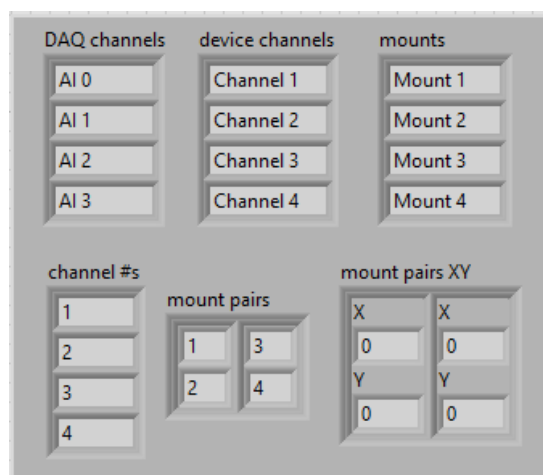 DAQ channels device channels mounts
AI 0 Channel 1 Mount 1
AI 1 Channel 2 Mount 2
AI 2 Channel 3 Mount 3
AI 3 Channel 4 Mount 4
channel #s
1
2
3
4
mount pairs
1 3
2 4
mount pairs XY
X X
0 0
Y Y
0 0